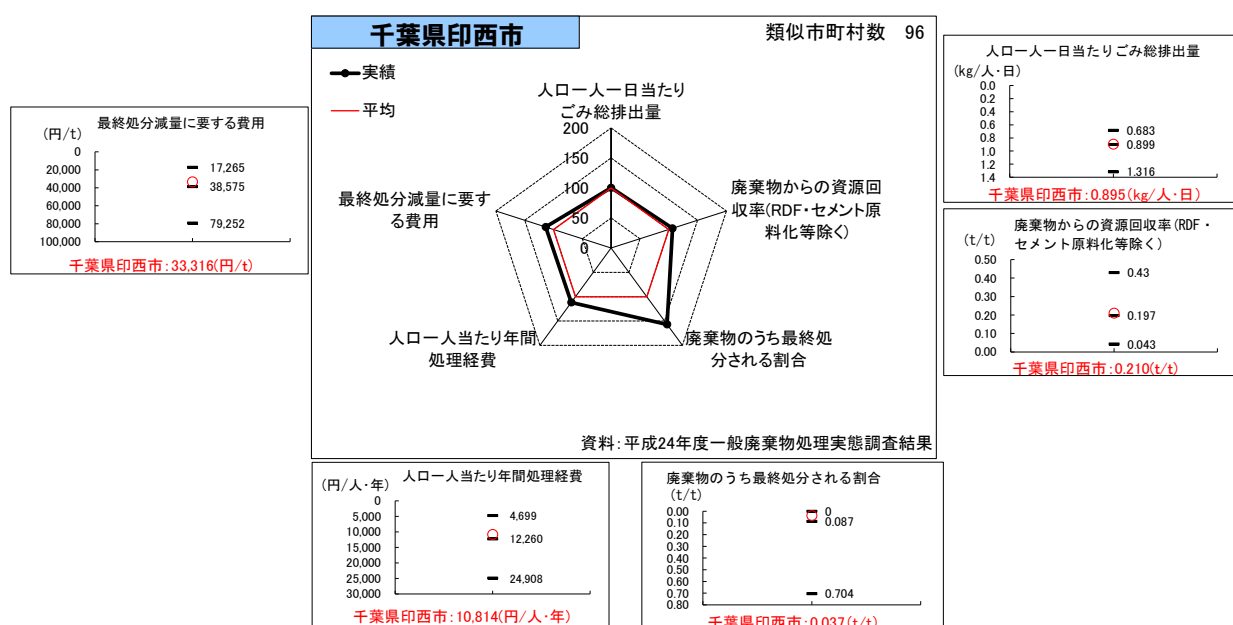 千葉県印西市
類似市町村数 96
実績
平均
人口一人一日当たり
ごみ総排出量
廃棄物からの資源回
収率(RDF・セメント原
料化等除く)
廃棄物のうち最終処
分される割合
人口一人当たり年間
処理経費
最終処分減量に要す
る費用
200
150
100
50
0
資料:平成24年度一般廃棄物処理実態調査結果
最終処分減量に要する費用
(円/t)
0
20,000
40,000
60,000
80,000
100,000
17,265
38,575
79,252
千葉県印西市:33,316(円/t)
人口一人一日当たりごみ総排出量
(kg/人・日)
0.0
0.2
0.4
0.6
0.8
1.0
1.2
1.4
0.683
0.899
1.316
千葉県印西市:0.895(kg/人・日)
廃棄物からの資源回収率(RDF・
セメント原料化等除く)
(t/t)
0.50
0.40
0.30
0.20
0.10
0.00
0.43
0.197
0.043
千葉県印西市:0.210(t/t)
人口一人当たり年間処理経費
(円/人・年)
0
5,000
10,000
15,000
20,000
25,000
30,000
4,699
12,260
24,908
千葉県印西市:10,814(円/人・年)
廃棄物のうち最終処分される割合
(t/t)
0.00
0.10
0.20
0.30
0.40
0.50
0.60
0.70
0.80
0
0.087
0.704
千葉県印西市:0.037(t/t)